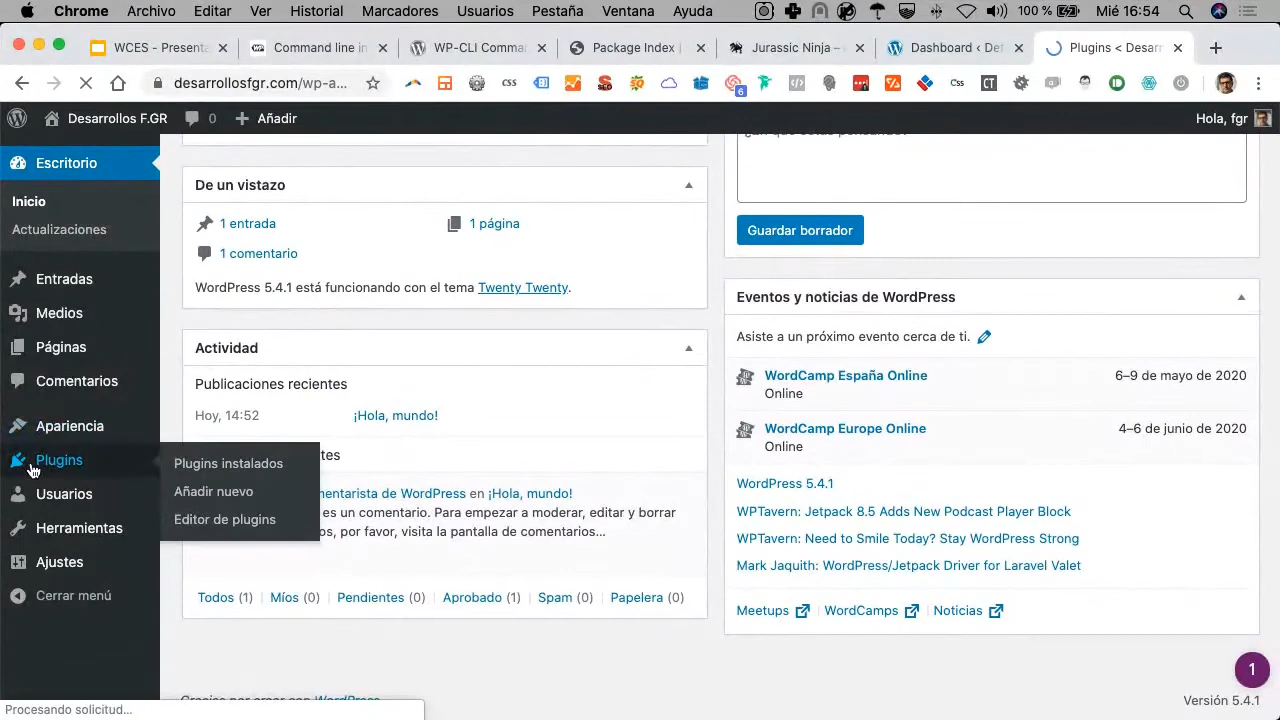 Chrome Archivo Editar Ver Historial Marcadores Usuarios Pestaña Ventana Ayuda 100 % Mié 16:54
WCES - Presenta Command line in WP-CLI Comma Package Index | Jurassic Ninja – Dashboard ‹ De Plugins ‹ Desar
desarrollosfgr.com/wp-a... CSS Css CT 6
Desarrollos F.GR 0 Añadir Hola, fgr
Escritorio
Inicio
Actualizaciones
Entradas
Medios
Páginas
Comentarios
Apariencia
Plugins
Usuarios
Herramientas
Ajustes
Cerrar menú
Plugins instalados
Añadir nuevo
Editor de plugins
De un vistazo
1 entrada 1 página
1 comentario
WordPress 5.4.1 está funcionando con el tema Twenty Twenty.
Actividad
Publicaciones recientes
Hoy, 14:52 ¡Hola, mundo!
tes
mentarista de WordPress en ¡Hola, mundo!
es un comentario. Para empezar a moderar, editar y borrar
os, por favor, visita la pantalla de comentarios...
Todos (1) | Míos (0) | Pendientes (0) | Aprobado (1) | Spam (0) | Papelera (0)
Guardar borrador
Eventos y noticias de WordPress
Asiste a un próximo evento cerca de ti.
WordCamp España Online 6–9 de mayo de 2020
Online
WordCamp Europe Online 4–6 de junio de 2020
Online
WordPress 5.4.1
WPTavern: Jetpack 8.5 Adds New Podcast Player Block
WPTavern: Need to Smile Today? Stay WordPress Strong
Mark Jaquith: WordPress/Jetpack Driver for Laravel Valet
Meetups | WordCamps | Noticias
1
Versión 5.4.1
Procesando solicitud...